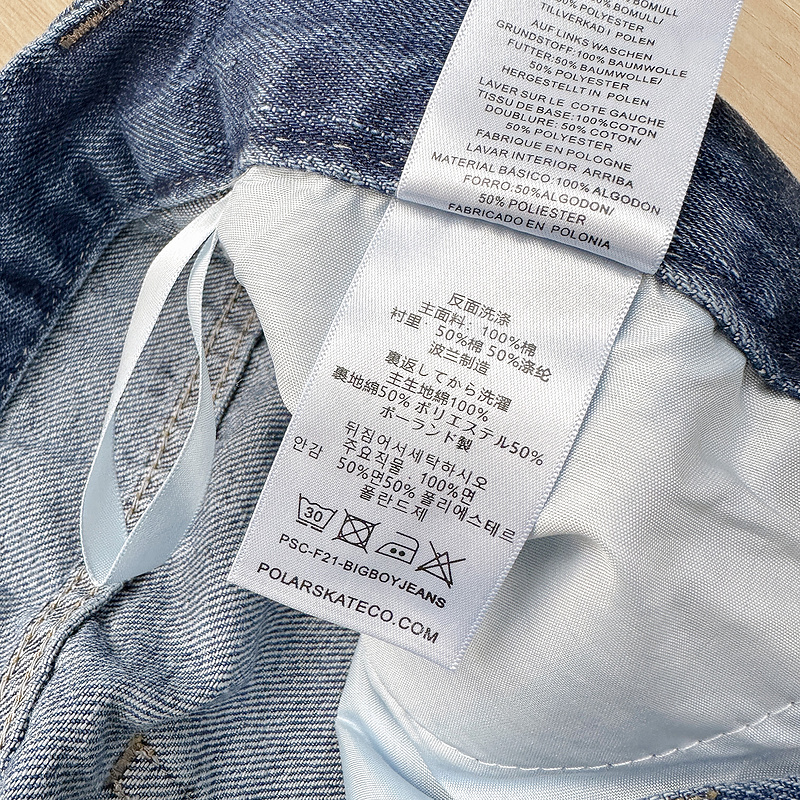 50% BOMULL/
50% POLYESTER
TILLVERKAD I POLEN
AUF LINKS WASCHEN
GRUNDSTOFF:100% BAUMWOLLE
FUTTER:50% BAUMWOLLE/
50% POLYESTER
HERGESTELLT IN POLEN
LAVER SUR LE COTE GAUCHE
TISSU DE BASE:100%COTON
DOUBLURE: 50% COTON/
50% POLYESTER
FABRIQUE EN POLOGNE
LAVAR INTERIOR ARRIBA
MATERIAL BÁSICO:100% ALGODON
FORRO:50%ALGODON/
50% POLIESTER
FABRICADO EN POLONIA
反面洗涤
主面料：100%棉
衬里：50%棉 50%涤纶
波兰制造
裏返してから洗濯
主生地綿100%
裏地綿50% ポリエステル50%
ポーランド製
뒤집어서세탁하시오
주요직물：100%면
안감 50%면50% 폴리에스테르
폴란드제
30
PSC-F21-BIGBOYJEANS
POLARSKATECO.COM